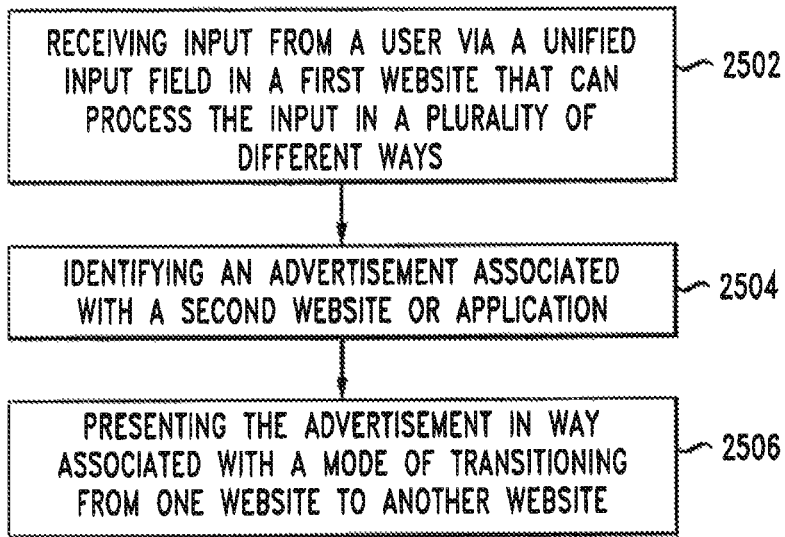 RECEIVING INPUT FROM A USER VIA A UNIFIED
INPUT FIELD IN A FIRST WEBSITE THAT CAN
PROCESS THE INPUT IN A PLURALITY OF
DIFFERENT WAYS
2502
IDENTIFYING AN ADVERTISEMENT ASSOCIATED
WITH A SECOND WEBSITE OR APPLICATION
2504
PRESENTING THE ADVERTISEMENT IN WAY
ASSOCIATED WITH A MODE OF TRANSITIONING
FROM ONE WEBSITE TO ANOTHER WEBSITE
2506